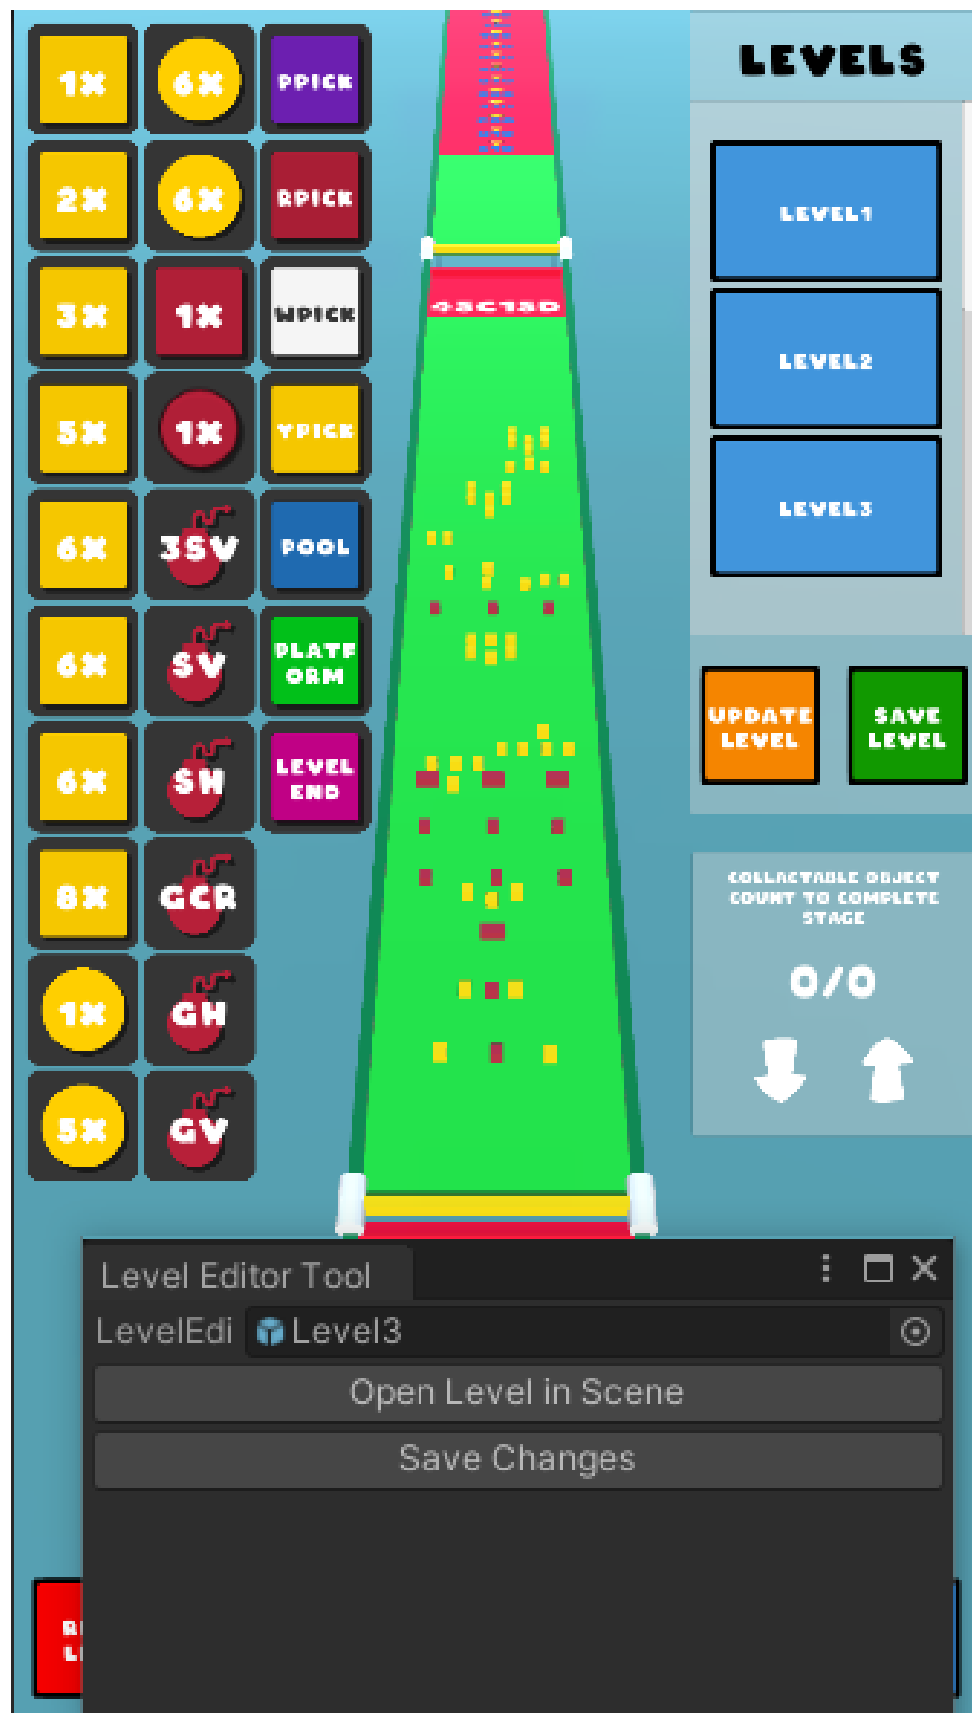 1X
6X
PPICK
2X
6X
RPICK
3X
1X
WPICK
5X
1X
YPICK
6X
3SV
POOL
6X
SV
PLATF
ORM
6X
SH
LEVEL
END
8X
GCR
1X
GH
5X
GV
LEVELS
LEVEL1
LEVEL2
LEVEL3
UPDATE
LEVEL
SAVE
LEVEL
COLLACTABLE OBJECT
COUNT TO COMPLETE
STAGE
0/0
Level Editor Tool
LevelEdi
Level3
Open Level in Scene
Save Changes